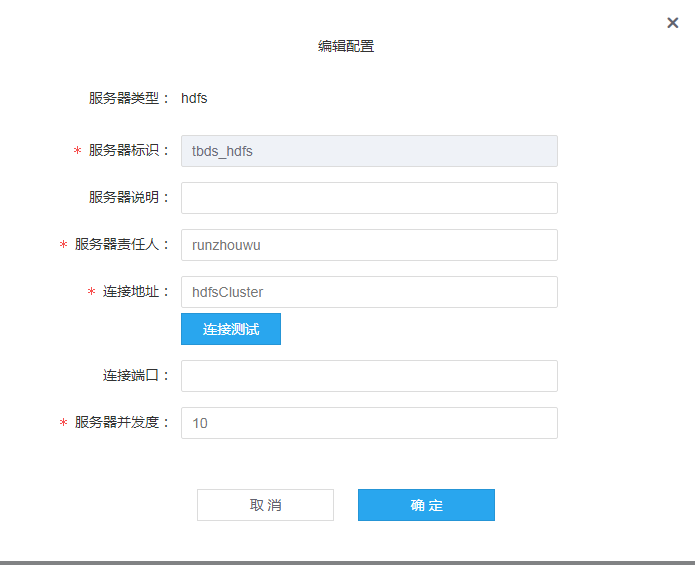 编辑配置
服务器类型： hdfs
* 服务器标识： tbds_hdfs
服务器说明：
* 服务器责任人： runzhouwu
* 连接地址： hdfsCluster
连接测试
连接端口：
* 服务器并发度： 10
取 消 确 定